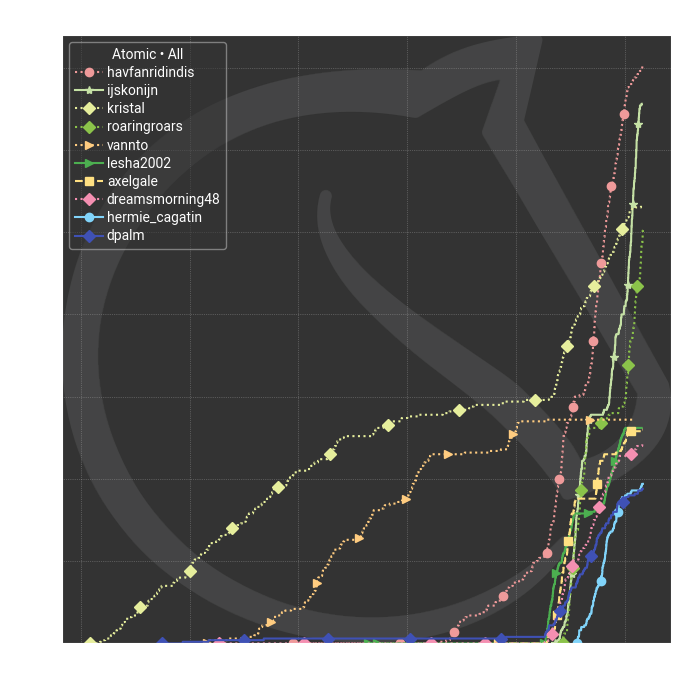 Atomic • All
havfanridindis
ijskonijn
kristal
roaringroars
vannto
lesha2002
axelgale
dreamsmorning48
hermie_cagatin
dpalm